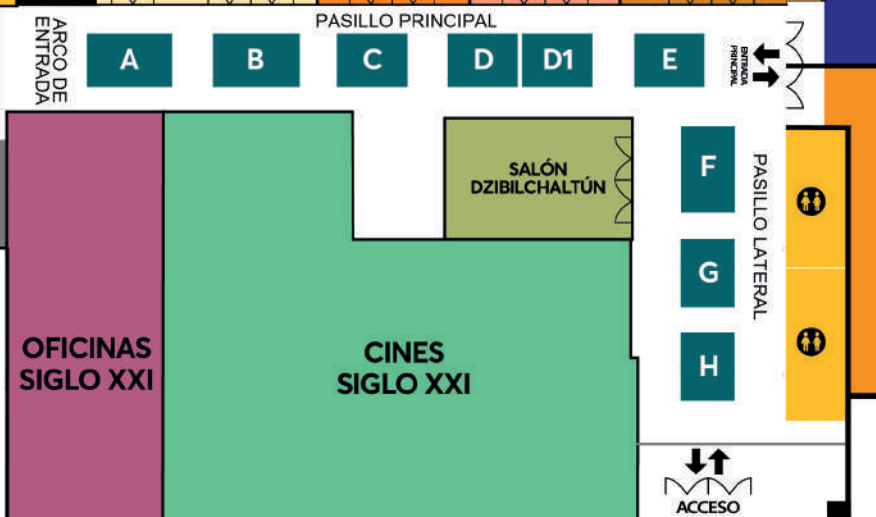 PASILLO PRINCIPAL
ARCO DE
ENTRADA
A
B
C
D
D1
E
ENTRADA
PRINCIPAL
SALÓN
DZIBILCHALTÚN
F
PASILLO LATERAL
G
H
OFICINAS
SIGLO XXI
CINES
SIGLO XXI
ACCESO